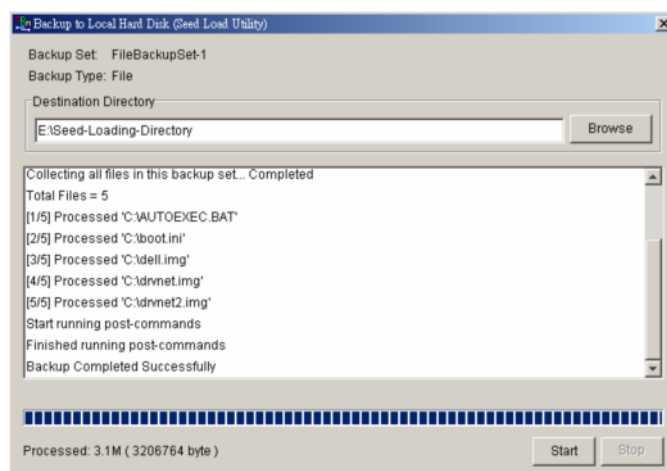 Backup to Local Hard Disk (Seed Load Utility)
Backup Set: FileBackupSet-1
Backup Type: File
Destination Directory
E:\Seed-Loading-Directory
Browse
Collecting all files in this backup set... Completed
Total Files = 5
[1/5] Processed 'C:\AUTOEXEC.BAT'
[2/5] Processed 'C:\boot.ini'
[3/5] Processed 'C:\dell.img'
[4/5] Processed 'C:\drvnet.img'
[5/5] Processed 'C:\drvnet2.img'
Start running post-commands
Finished running post-commands
Backup Completed Successfully
Processed: 3.1M ( 3206764 byte )
Start
Stop